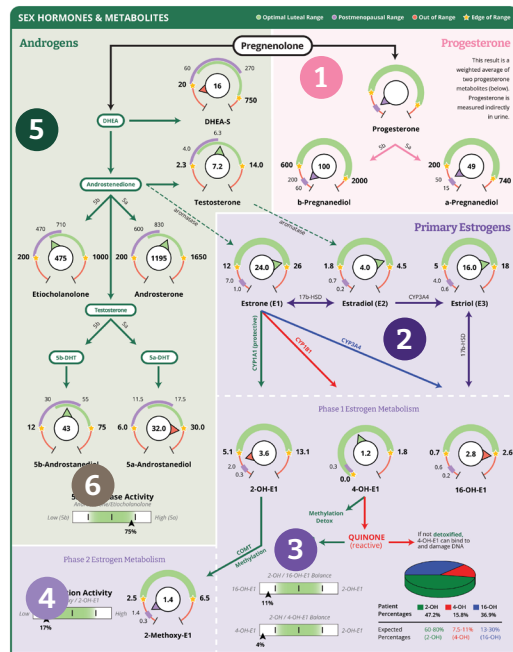 SEX HORMONES & METABOLITES
Optimal Luteal Range
Postmenopausal Range
Out of Range
Edge of Range
Androgens
Pregnenolone
Progesterone
1
This result is a
weighted average of
two progesterone
metabolites (below).
Progesterone is
measured indirectly
in urine.
60
270
20
16
750
DHEA-S
Progesterone
5
DHEA
6.3
4.0
2.3
7.2
14.0
Testosterone
5b
5a
600
100
2000
200
60
b-Pregnanediol
200
49
740
50
15
a-Pregnanediol
Androstenedione
5b
5a
aromatase
aromatase
710
470
200
475
1000
Etiocholanolone
830
600
200
1195
1650
Androsterone
Primary Estrogens
12
24.0
26
7.0
1.0
Estrone (E1)
17b-HSD
1.8
4.0
4.5
0.7
0.2
Estradiol (E2)
CYP3A4
5
16.0
18
4.0
0.6
Estriol (E3)
2
Testosterone
5b
5a
CYP1A1 (protective)
CYP1B1
CYP3A4
17b-HSD
5b-DHT
5a-DHT
30
55
12
43
75
5b-Androstanediol
11.5
17.5
6.0
32.0
30.0
5a-Androstanediol
Phase 1 Estrogen Metabolism
5.1
3.6
13.1
2.0
0.3
2-OH-E1
1.2
1.8
0.3
0.0
4-OH-E1
0.7
2.8
2.6
0.6
0.2
16-OH-E1
6
ase Activity
/Etiocholanolone
Low (5b)
High (5a)
75%
Methylation
Detox
QUINONE
(reactive)
If not detoxified,
4-OH-E1 can bind to
and damage DNA
3
COMT
Methylation
Phase 2 Estrogen Metabolism
4
ion Activity
/ 2-OH-E1
Low
High
17%
2.5
1.4
6.5
1.4
0.3
2-Methoxy-E1
2-OH / 16-OH-E1 Balance
16-OH-E1
2-OH-E1
11%
2-OH / 4-OH-E1 Balance
4-OH-E1
2-OH-E1
4%
Patient
Percentages
2-OH
47.2%
4-OH
15.8%
16-OH
36.9%
Expected
Percentages
60-80%
(2-OH)
7.5-11%
(4-OH)
13-30%
(16-OH)